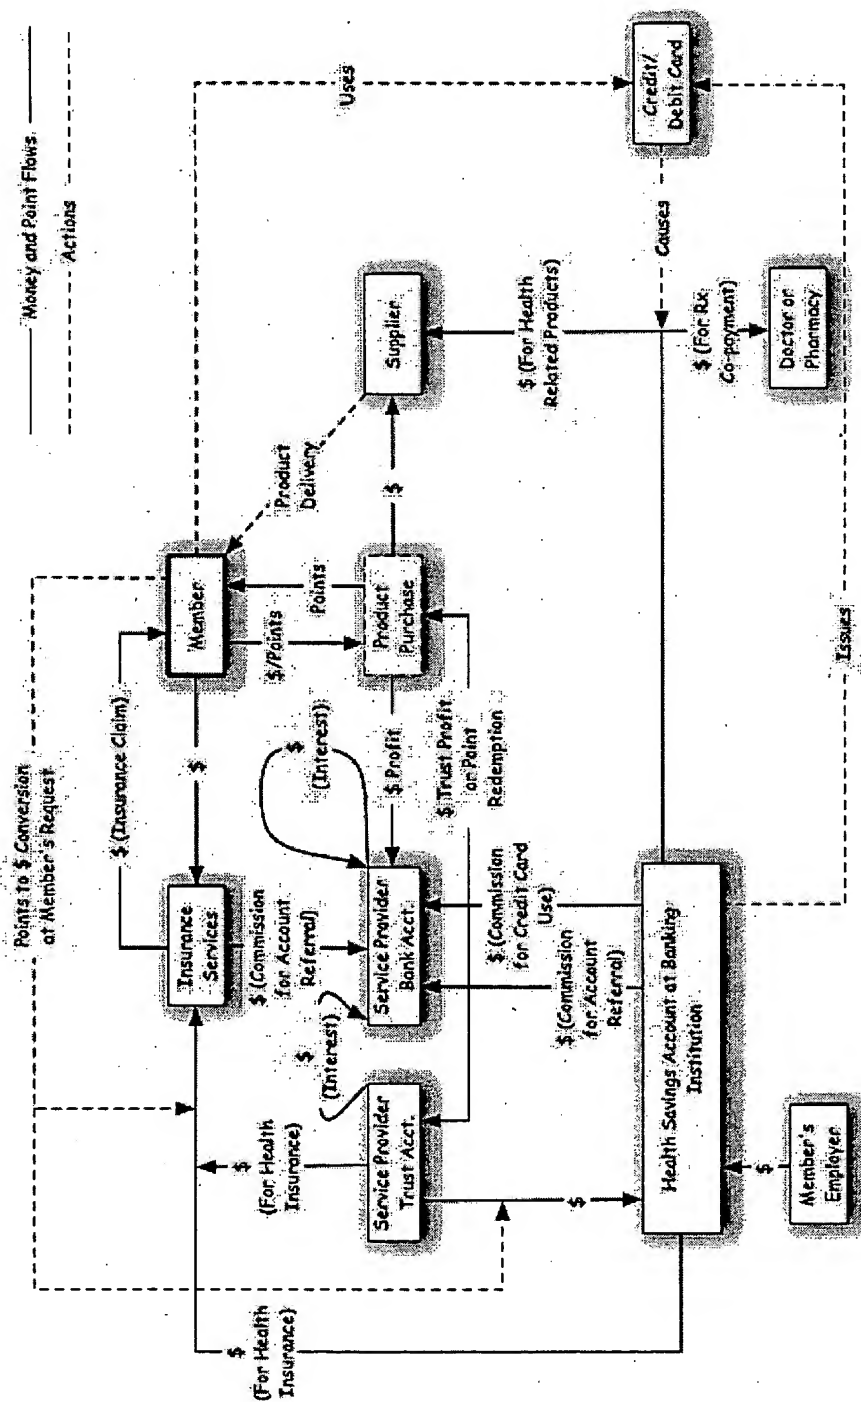 Money and Point Flows
Actions
Points to $ Conversion
at Member's Request
$ (Insurance Claim)
Uses
Insurance
Services
$
Member
Product
Delivery
Credit/
Debit Card
$ (Commission
for Account
Referral)
$
(Interest)
$/Points
Points
Causes
$
(For Health
Insurance)
$
(For Health
Insurance)
Service Provider
Trust Acct.
$
(Interest)
Service Provider
Bank Acct.
$ Profit
Product
Purchase
$
Supplier
$ Trust Profit
or Point
Redemption
$
$ (Commission
for Account
Referral)
$ (Commission
for Credit Card
Use)
$ (For Health
Related Products)
Health Savings Account at Banking
Institution
$ (For Rx
Co-payment)
Doctor or
Pharmacy
$
Member's
Employer
Issues